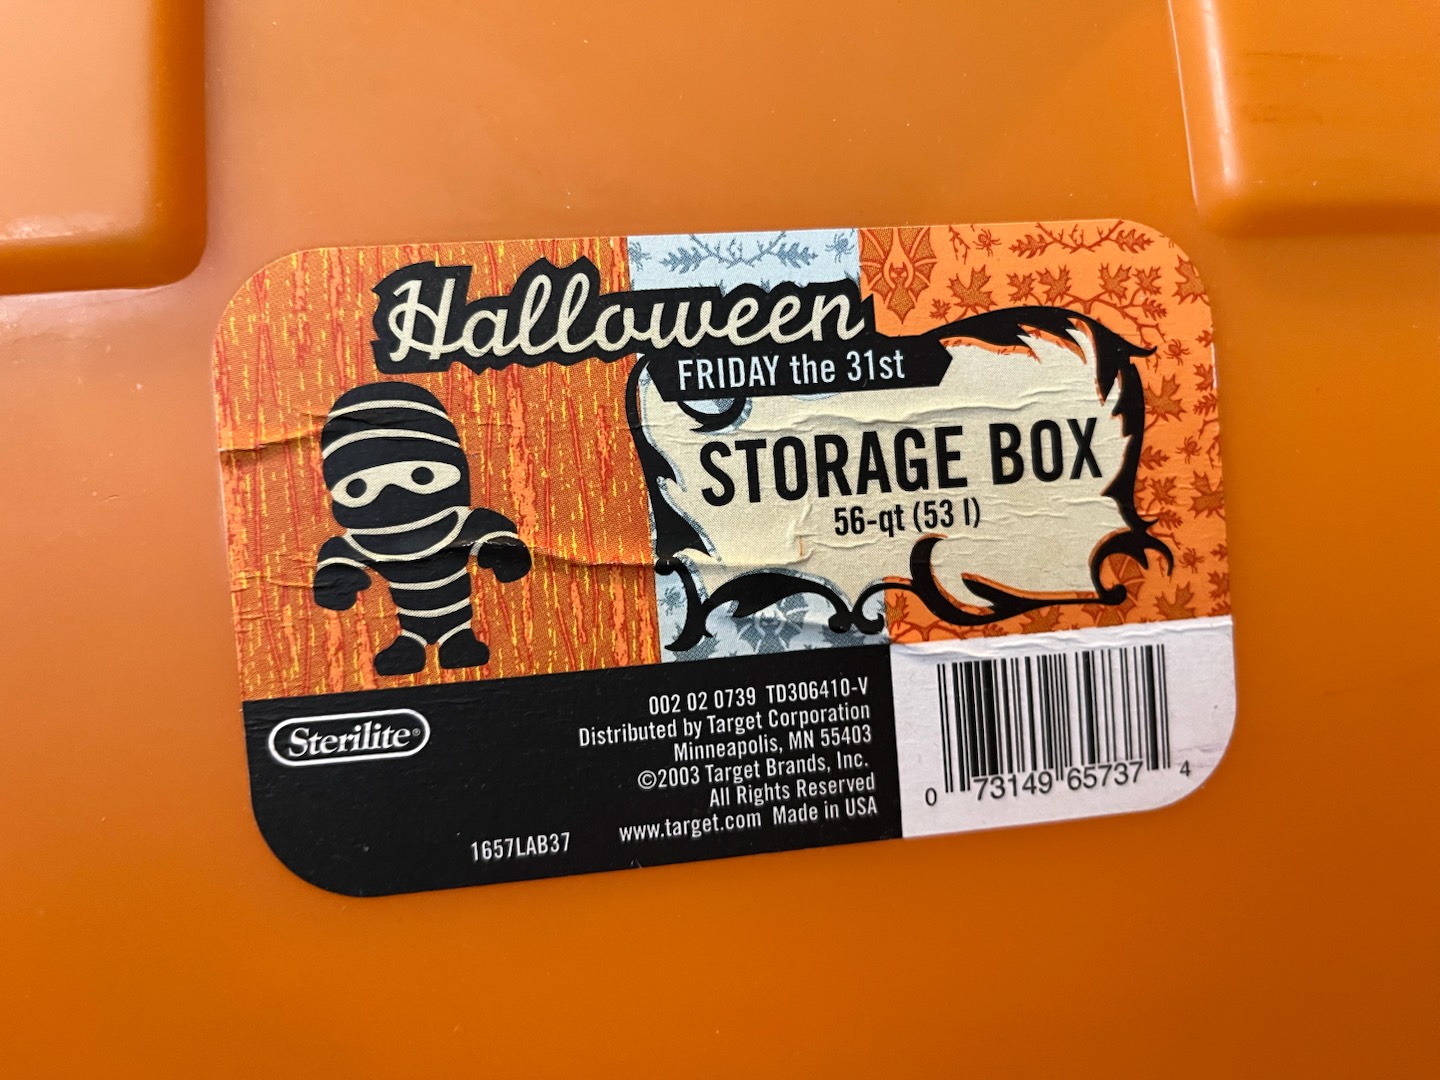 Halloween
FRIDAY the 31st
STORAGE BOX
56-qt (53 l)
Sterilite®
002 02 0739 TD306410-V
Distributed by Target Corporation
Minneapolis, MN 55403
©2003 Target Brands, Inc.
All Rights Reserved
www.target.com Made in USA
1657LAB37
0 73149 65737 4